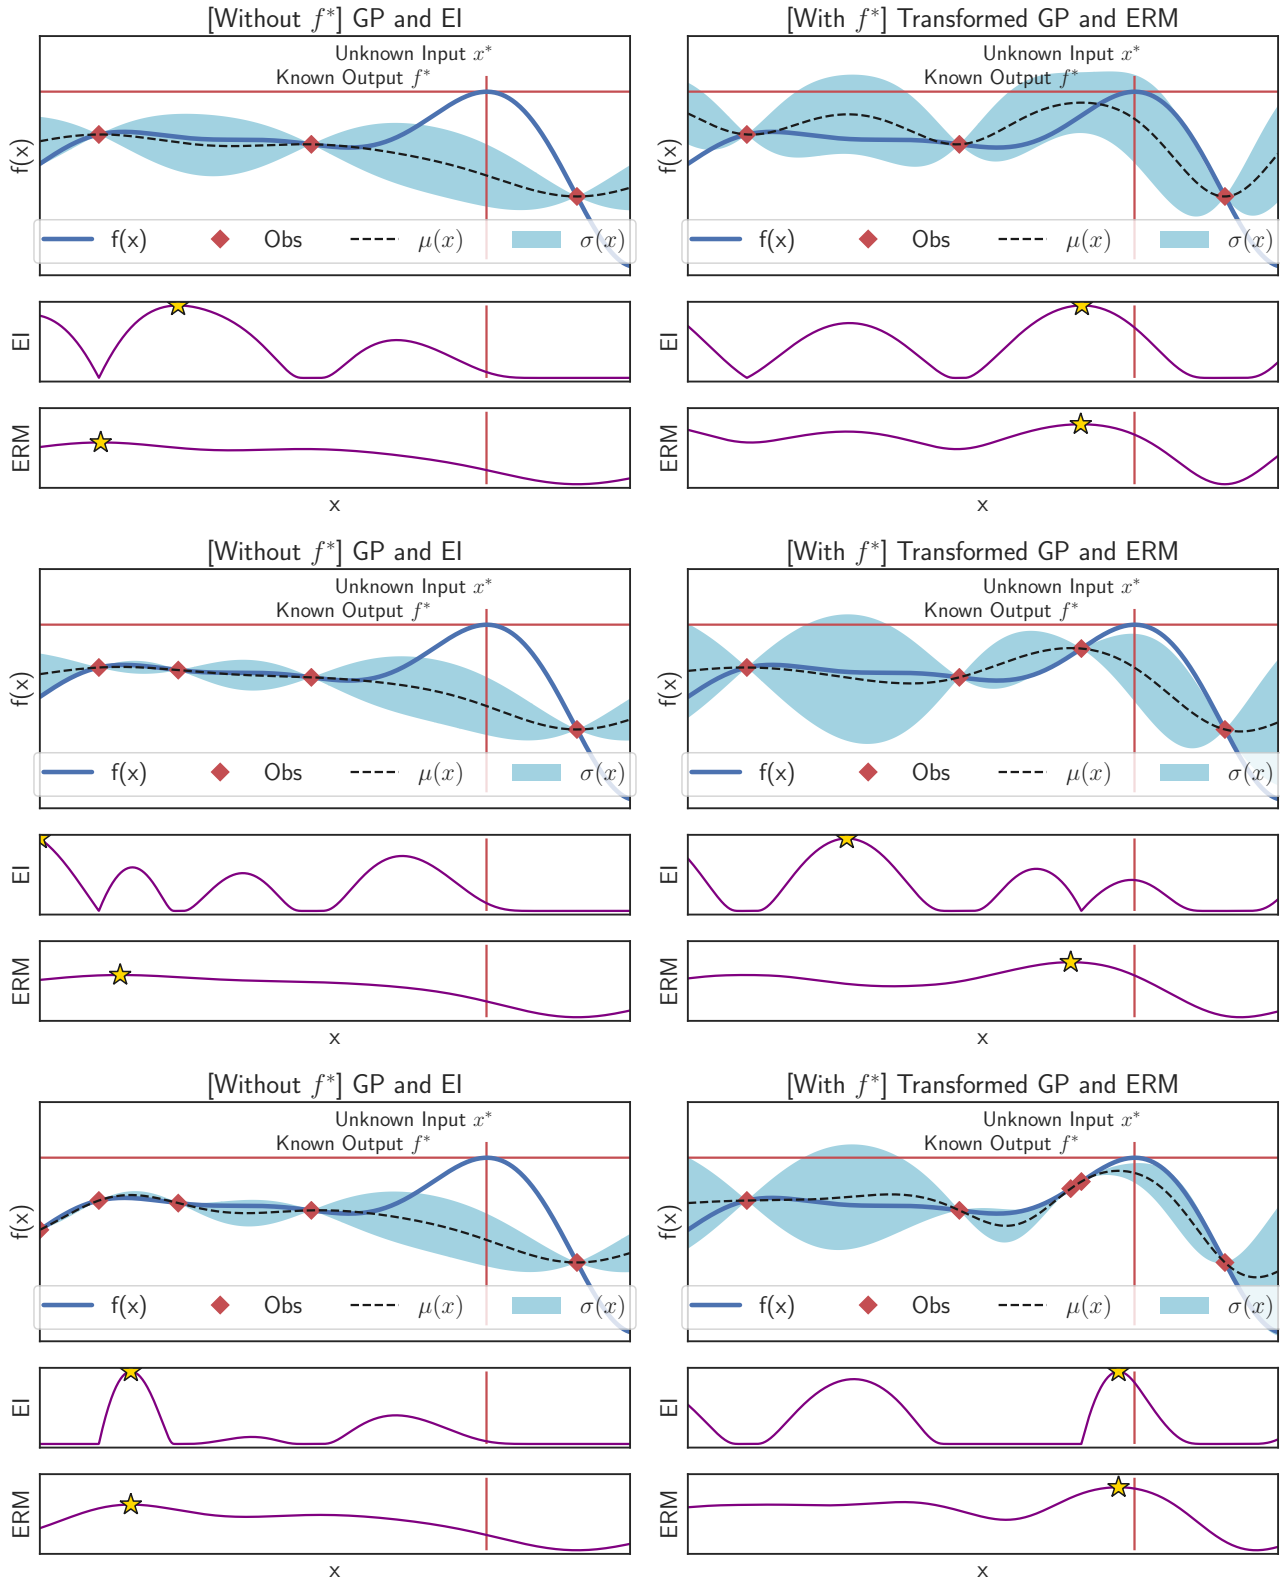 [Without f*] GP and EI
Unknown Input x*
Known Output f*
f(x)
f(x) Obs μ(x) σ(x)
EI
ERM
x
[With f*] Transformed GP and ERM
Unknown Input x*
Known Output f*
f(x)
f(x) Obs μ(x) σ(x)
EI
ERM
x
[Without f*] GP and EI
Unknown Input x*
Known Output f*
f(x)
f(x) Obs μ(x) σ(x)
EI
ERM
x
[With f*] Transformed GP and ERM
Unknown Input x*
Known Output f*
f(x)
f(x) Obs μ(x) σ(x)
EI
ERM
x
[Without f*] GP and EI
Unknown Input x*
Known Output f*
f(x)
f(x) Obs μ(x) σ(x)
EI
ERM
x
[With f*] Transformed GP and ERM
Unknown Input x*
Known Output f*
f(x)
f(x) Obs μ(x) σ(x)
EI
ERM
x